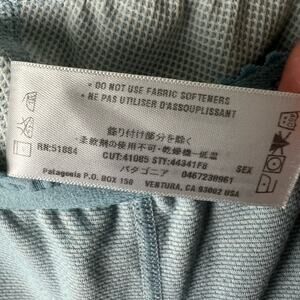 • DO NOT USE FABRIC SOFTENERS
• NE PAS UTILISER D'ASSOUPLISSANT
飾り付け部分を除く
・柔軟剤の使用不可・乾燥機－低温
RN:51884 CUT:41085 STY:44341F8 SEX
パタゴニア 0467238961
Patagonia P.O. BOX 150 VENTURA, CA 93002 USA